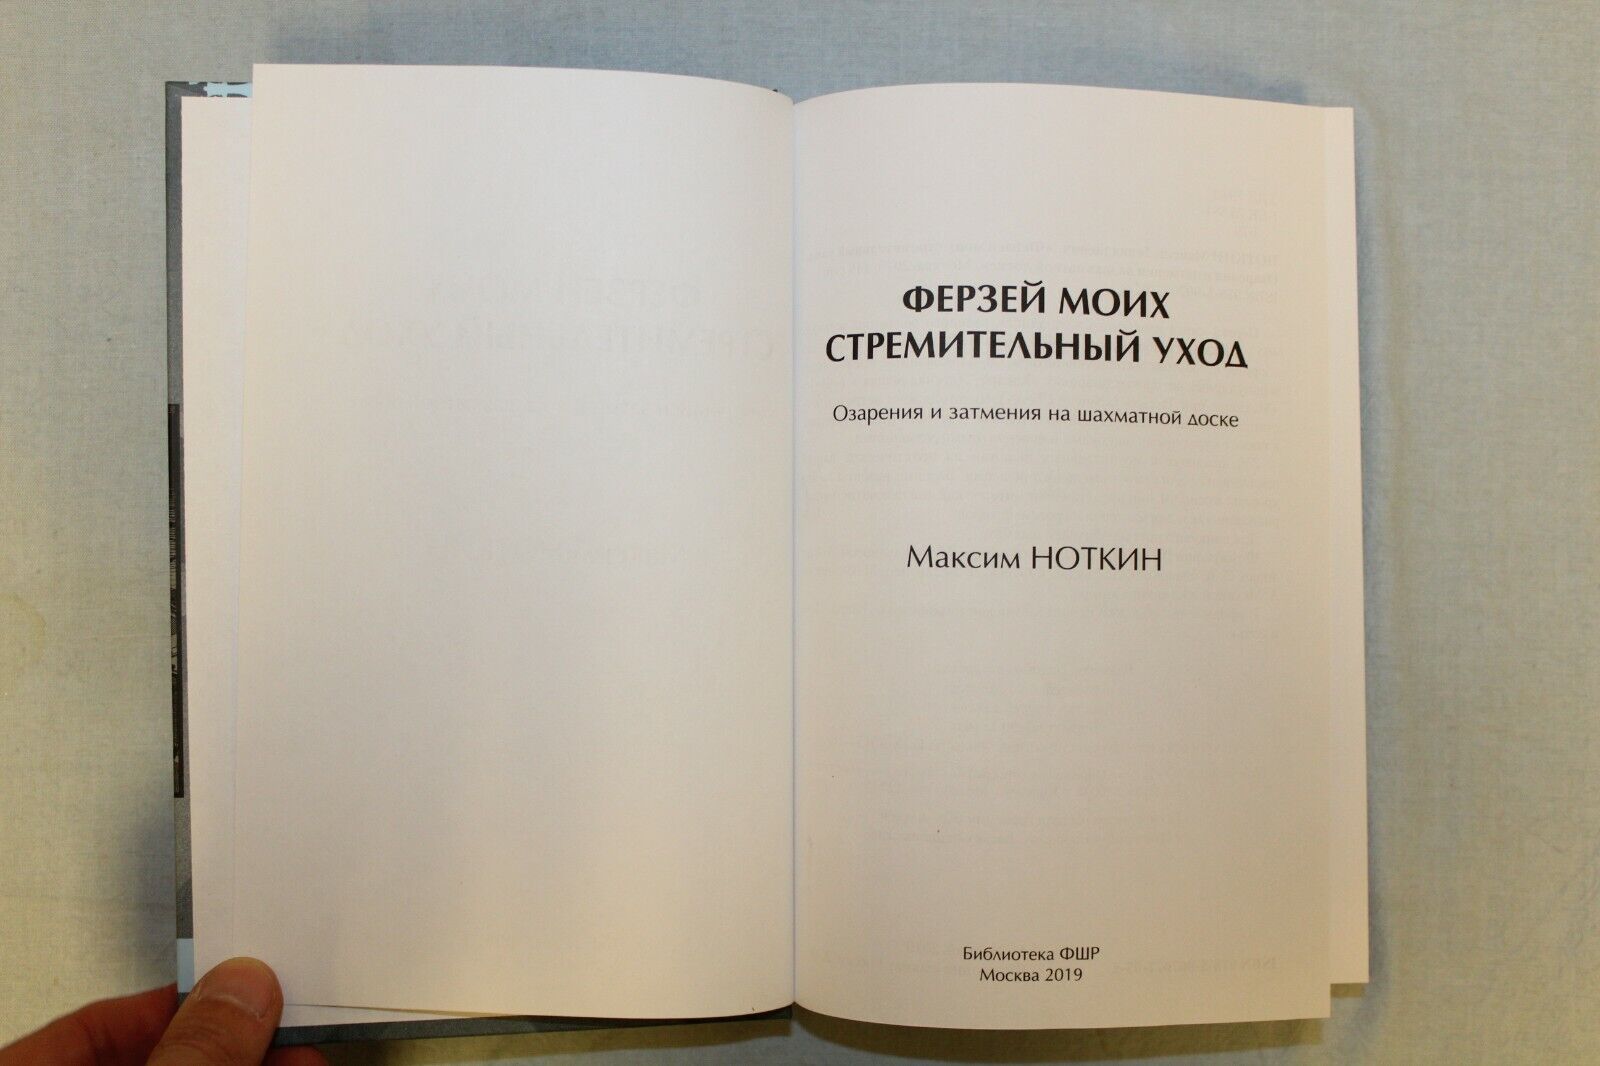 ФЕРЗЕЙ МОИХ
СТРЕМИТЕЛЬНЫЙ УХОД
Озарения и затмения на шахматной доске
Максим НОТКИН
Библиотека ФШР
Москва 2019